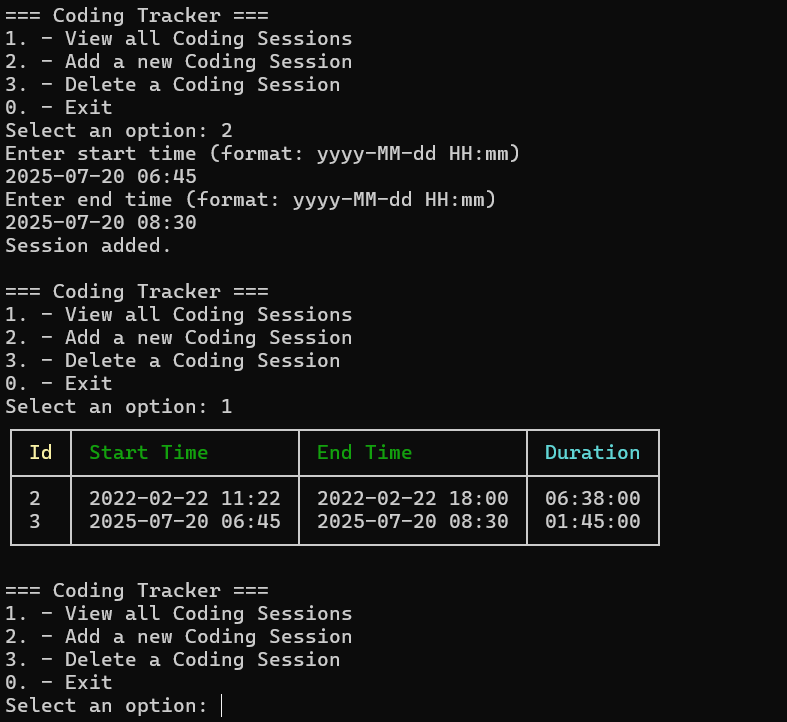 === Coding Tracker ===
1. - View all Coding Sessions
2. - Add a new Coding Session
3. - Delete a Coding Session
0. - Exit
Select an option: 2
Enter start time (format: yyyy-MM-dd HH:mm)
2025-07-20 06:45
Enter end time (format: yyyy-MM-dd HH:mm)
2025-07-20 08:30
Session added.

=== Coding Tracker ===
1. - View all Coding Sessions
2. - Add a new Coding Session
3. - Delete a Coding Session
0. - Exit
Select an option: 1
Id Start Time End Time Duration
2 2022-02-22 11:22 2022-02-22 18:00 06:38:00
3 2025-07-20 06:45 2025-07-20 08:30 01:45:00

=== Coding Tracker ===
1. - View all Coding Sessions
2. - Add a new Coding Session
3. - Delete a Coding Session
0. - Exit
Select an option: